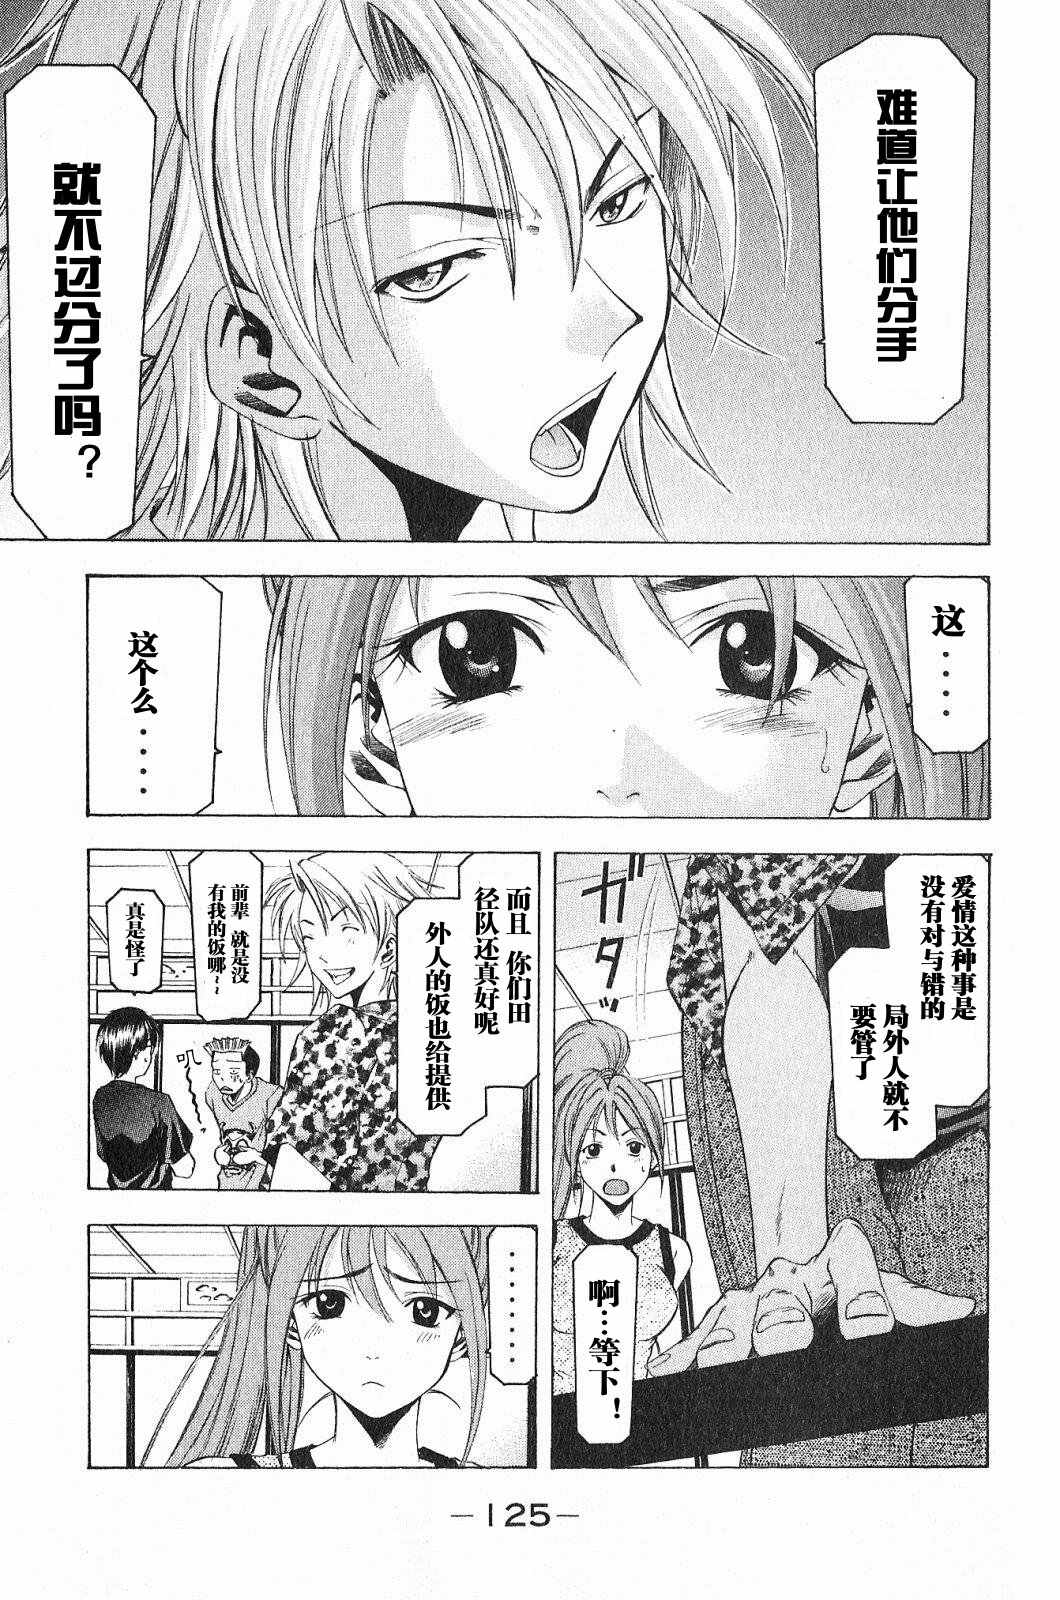 难道让他们分手
就不过分了吗?
这····
这个么····
爱情这种事是
没有对与错的
局外人就不
要管了
ガタ
啊…等下!
而且 你们田
径队还真好呢
外人的饭也给提供
前辈 就是没
有我的饭哪~~
真是怪了
······
-125-